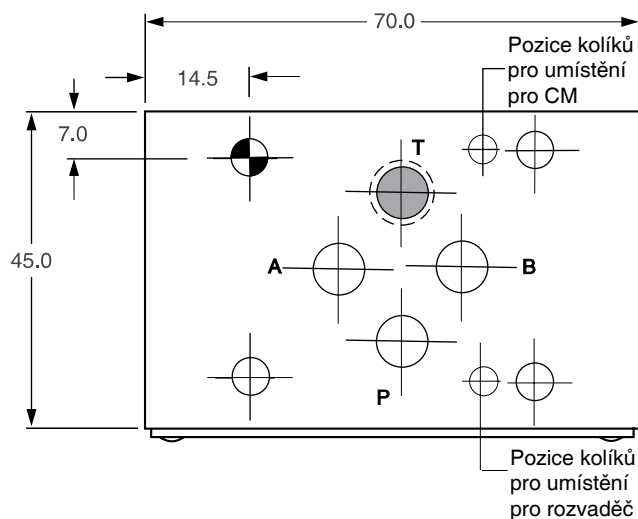 70.0
Pozice kolíků
pro umístění
pro CM
14.5
7.0
T
45.0
A
B
P
Pozice kolíků
pro umístění
pro rozvaděč